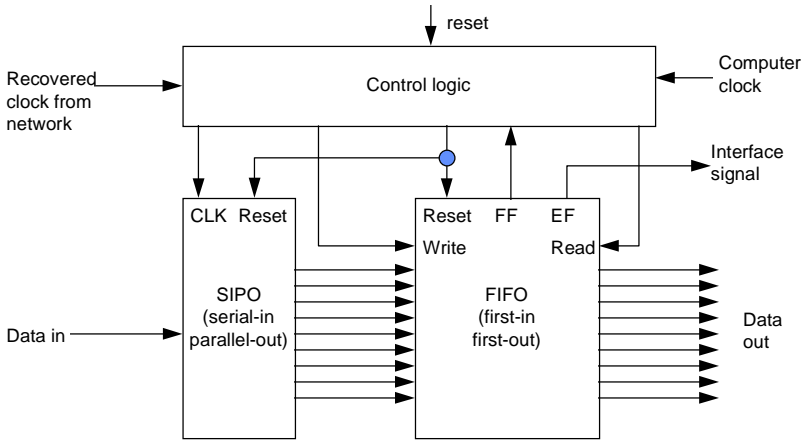 reset
Recovered
clock from
network
Control logic
Computer
clock
Interface
signal
CLK Reset
Reset FF EF
Write Read
SIPO
(serial-in
parallel-out)
FIFO
(first-in
first-out)
Data in
Data
out